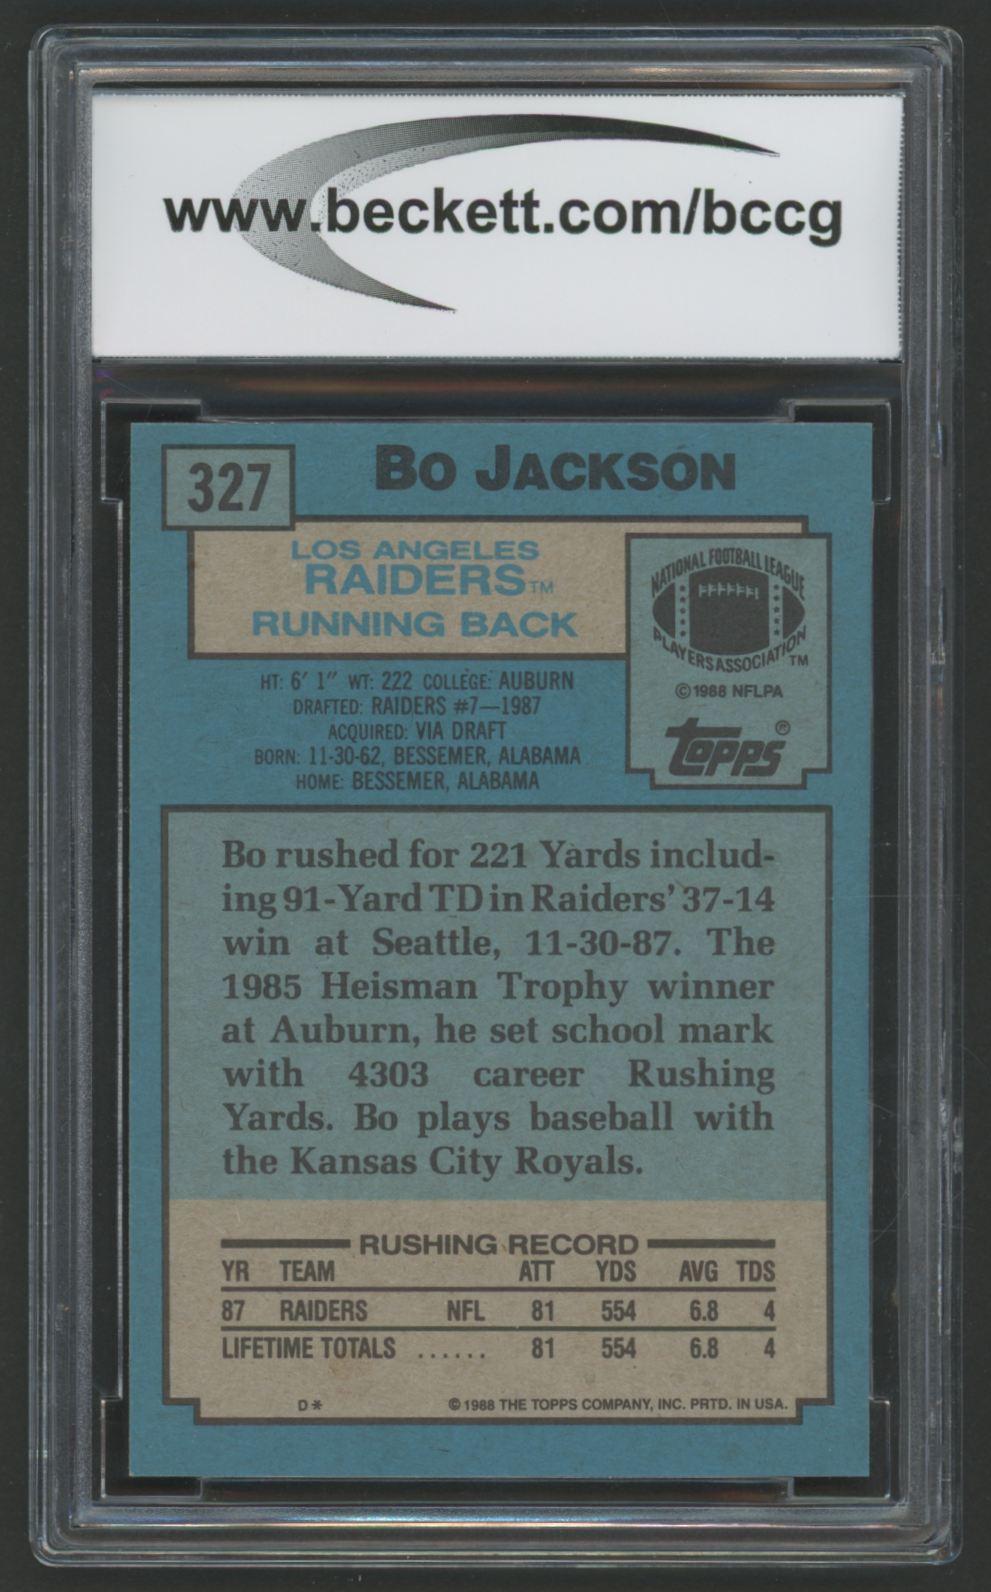 www.beckett.com/bccg
327
BO JACKSON
LOS ANGELES
RAIDERS™
RUNNING BACK
NATIONAL FOOTBALL LEAGUE
PLAYERS ASSOCIATION™
©1988 NFLPA
topps®
HT: 6' 1" WT: 222 COLLEGE: AUBURN
DRAFTED: RAIDERS #7—1987
ACQUIRED: VIA DRAFT
BORN: 11-30-62, BESSEMER, ALABAMA
HOME: BESSEMER, ALABAMA
Bo rushed for 221 Yards includ-
ing 91-Yard TD in Raiders' 37-14
win at Seattle, 11-30-87. The
1985 Heisman Trophy winner
at Auburn, he set school mark
with 4303 career Rushing
Yards. Bo plays baseball with
the Kansas City Royals.
RUSHING RECORD
YR TEAM ATT YDS AVG TDS
87 RAIDERS NFL 81 554 6.8 4
LIFETIME TOTALS ...... 81 554 6.8 4
D* ©1988 THE TOPPS COMPANY, INC. PRTD. IN USA.